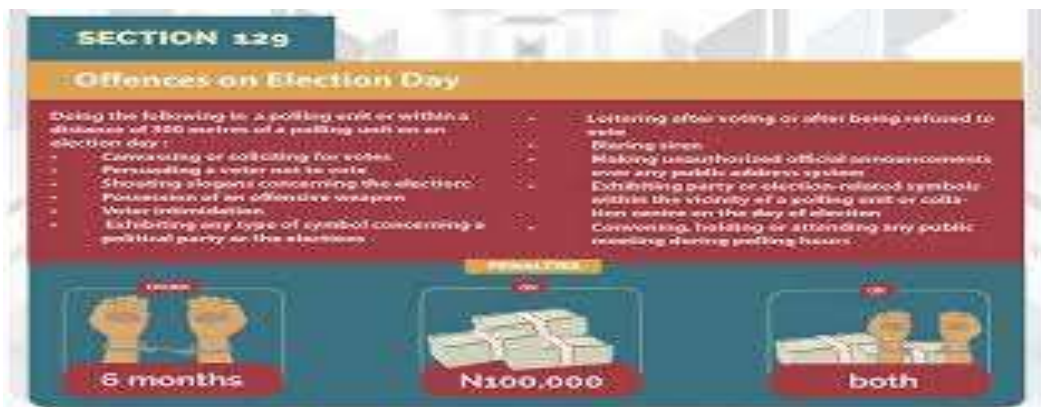 SECTION 129
Offences on Election Day
Doing the following in a polling unit or within a
distance of 300 metres of a polling unit on an
election day :
- Canvassing or soliciting for votes
- Persuading a voter not to vote
- Shouting slogans concerning the election
- Possession of an offensive weapon
- Voter intimidation
- Exhibiting any type of symbol concerning a
political party or the elections
- Loitering after voting or after being refused to
vote
- Blaring siren
- Making unauthorized official announcements
over any public address system
- Exhibiting party or election-related symbols
within the vicinity of a polling unit or colla-
tion centre on the day of election
- Convening, holding or attending any public
meeting during polling hours
PENALTIES
6 months
OR
N100,000
OR
both